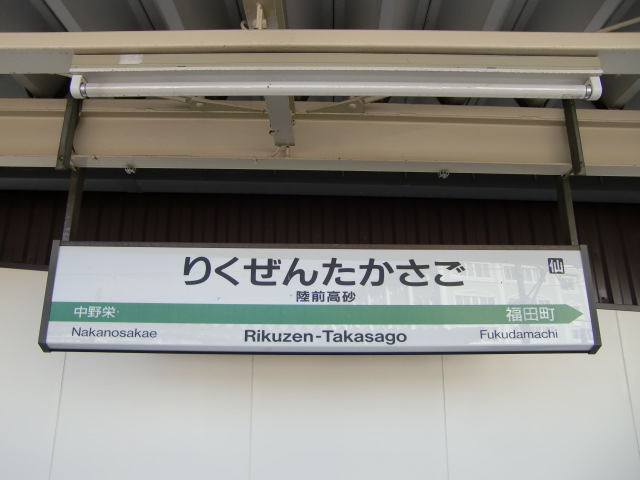 りくぜんたかさご
仙
陸前高砂
中野栄
福田町
Nakanosakae
Rikuzen-Takasago
Fukudamachi